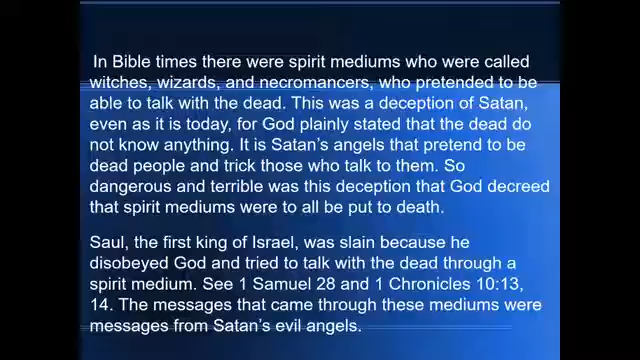 In Bible times there were spirit mediums who were called
witches, wizards, and necromancers, who pretended to be
able to talk with the dead. This was a deception of Satan,
even as it is today, for God plainly stated that the dead do
not know anything. It is Satan's angels that pretend to be
dead people and trick those who talk to them. So
dangerous and terrible was this deception that God decreed
that spirit mediums were to all be put to death.
Saul, the first king of Israel, was slain because he
disobeyed God and tried to talk with the dead through a
spirit medium. See 1 Samuel 28 and 1 Chronicles 10:13,
14. The messages that came through these mediums were
messages from Satan's evil angels.